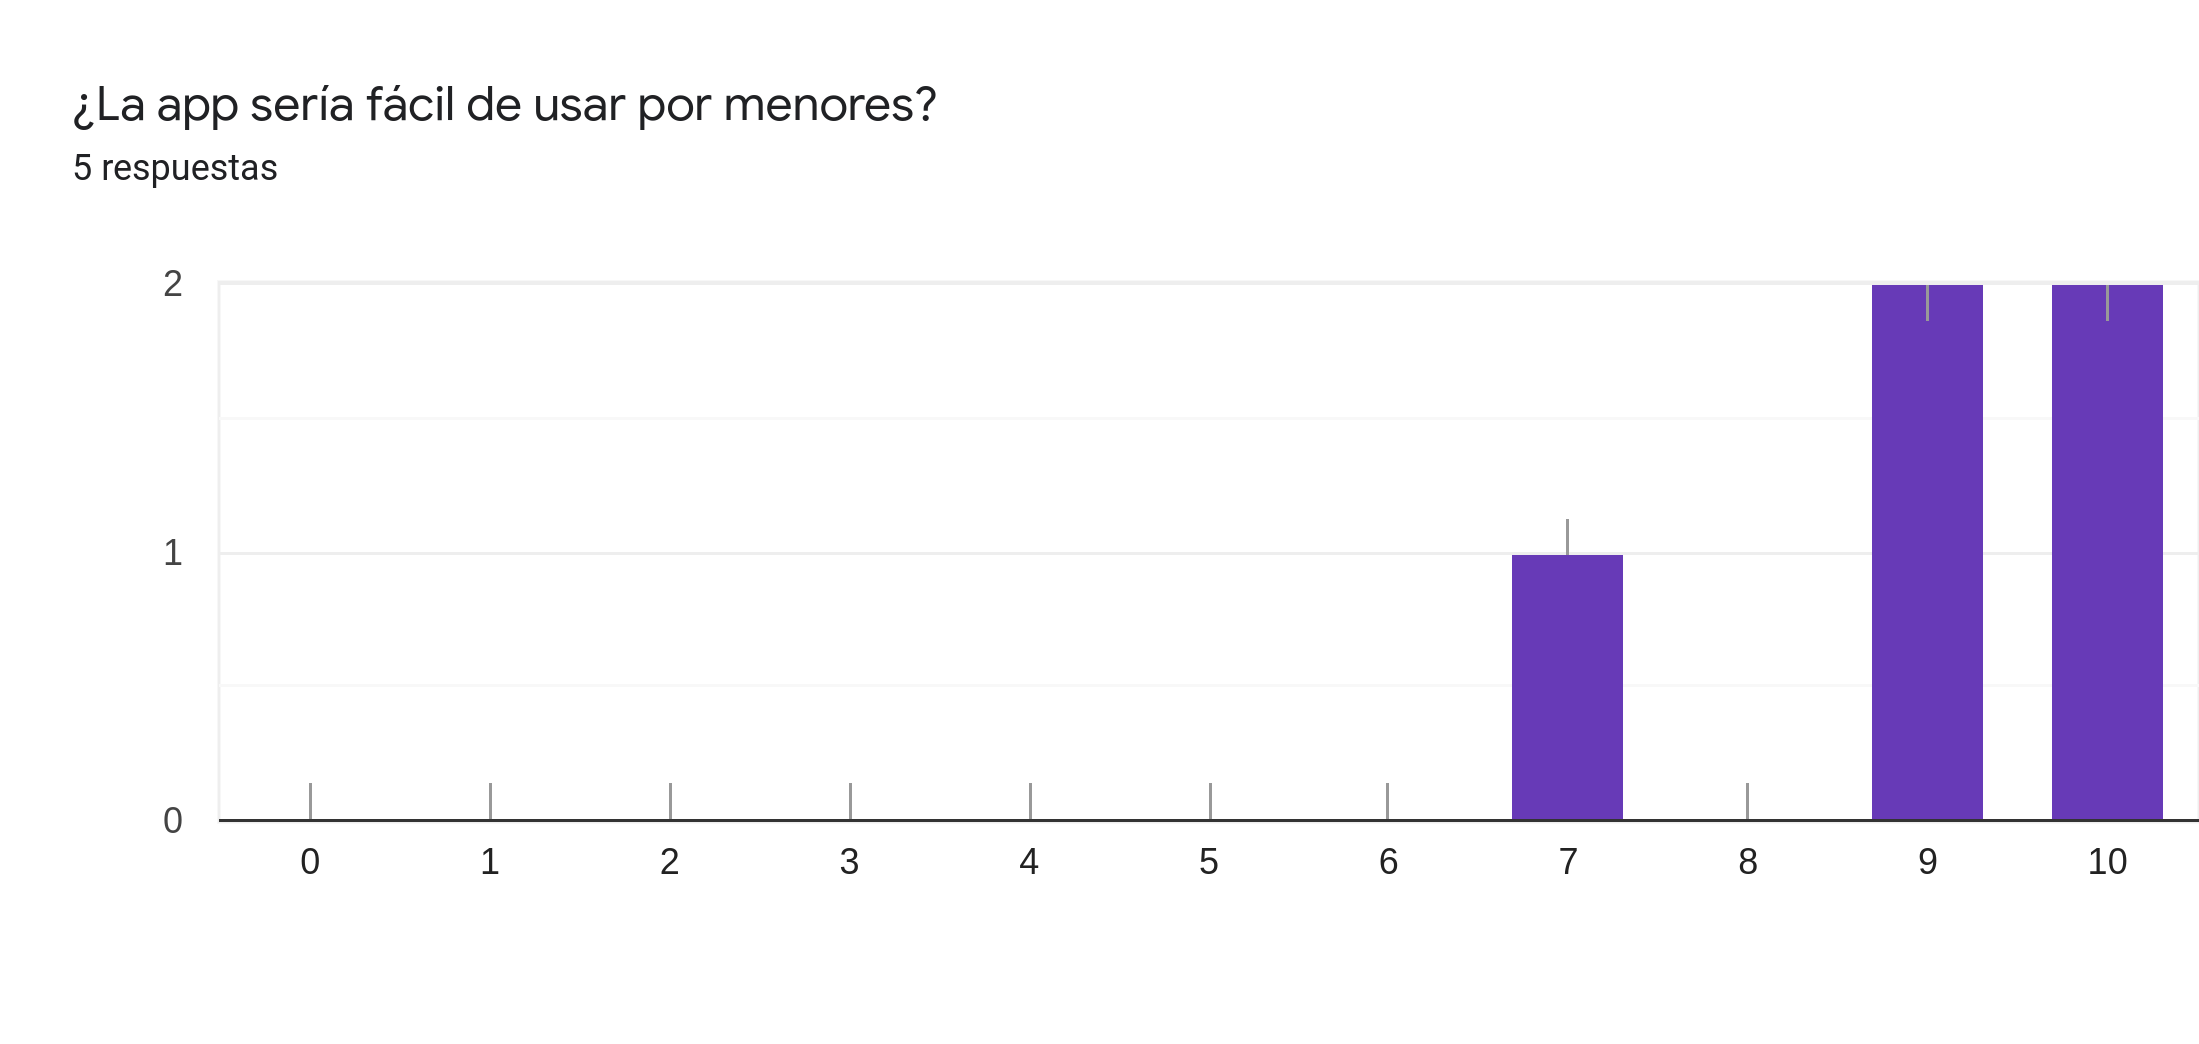 ¿La app sería fácil de usar por menores?
5 respuestas
2
1
0
0 1 2 3 4 5 6 7 8 9 10